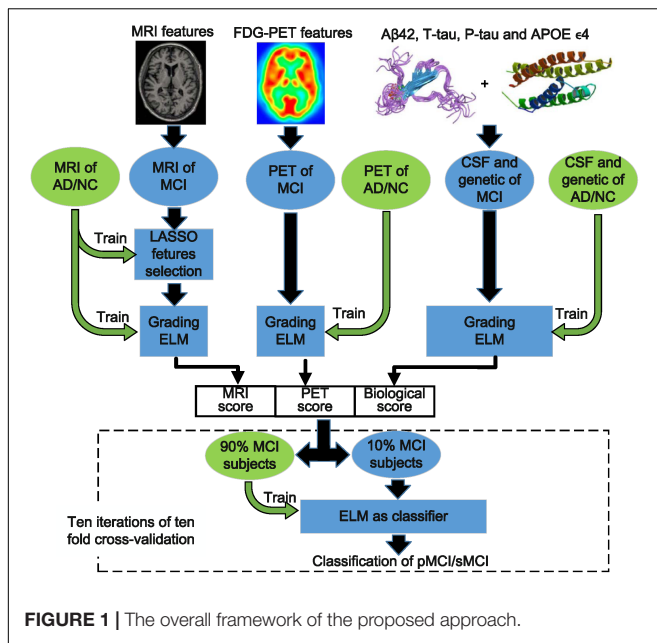 MRI features
FDG-PET features
Aβ42, T-tau, P-tau and APOE ϵ4
+
MRI of
AD/NC
MRI of
MCI
PET of
MCI
PET of
AD/NC
CSF and
genetic of
MCI
CSF and
genetic of
AD/NC
Train
LASSO
fetures
selection
Train
Grading
ELM
Grading
ELM
Train
Grading
ELM
Train
MRI
score
PET
score
Biological
score
90% MCI
subjects
10% MCI
subjects
Train
Ten iterations of ten
fold cross-validation
ELM as classifier
Classification of pMCI/sMCI
FIGURE 1 | The overall framework of the proposed approach.